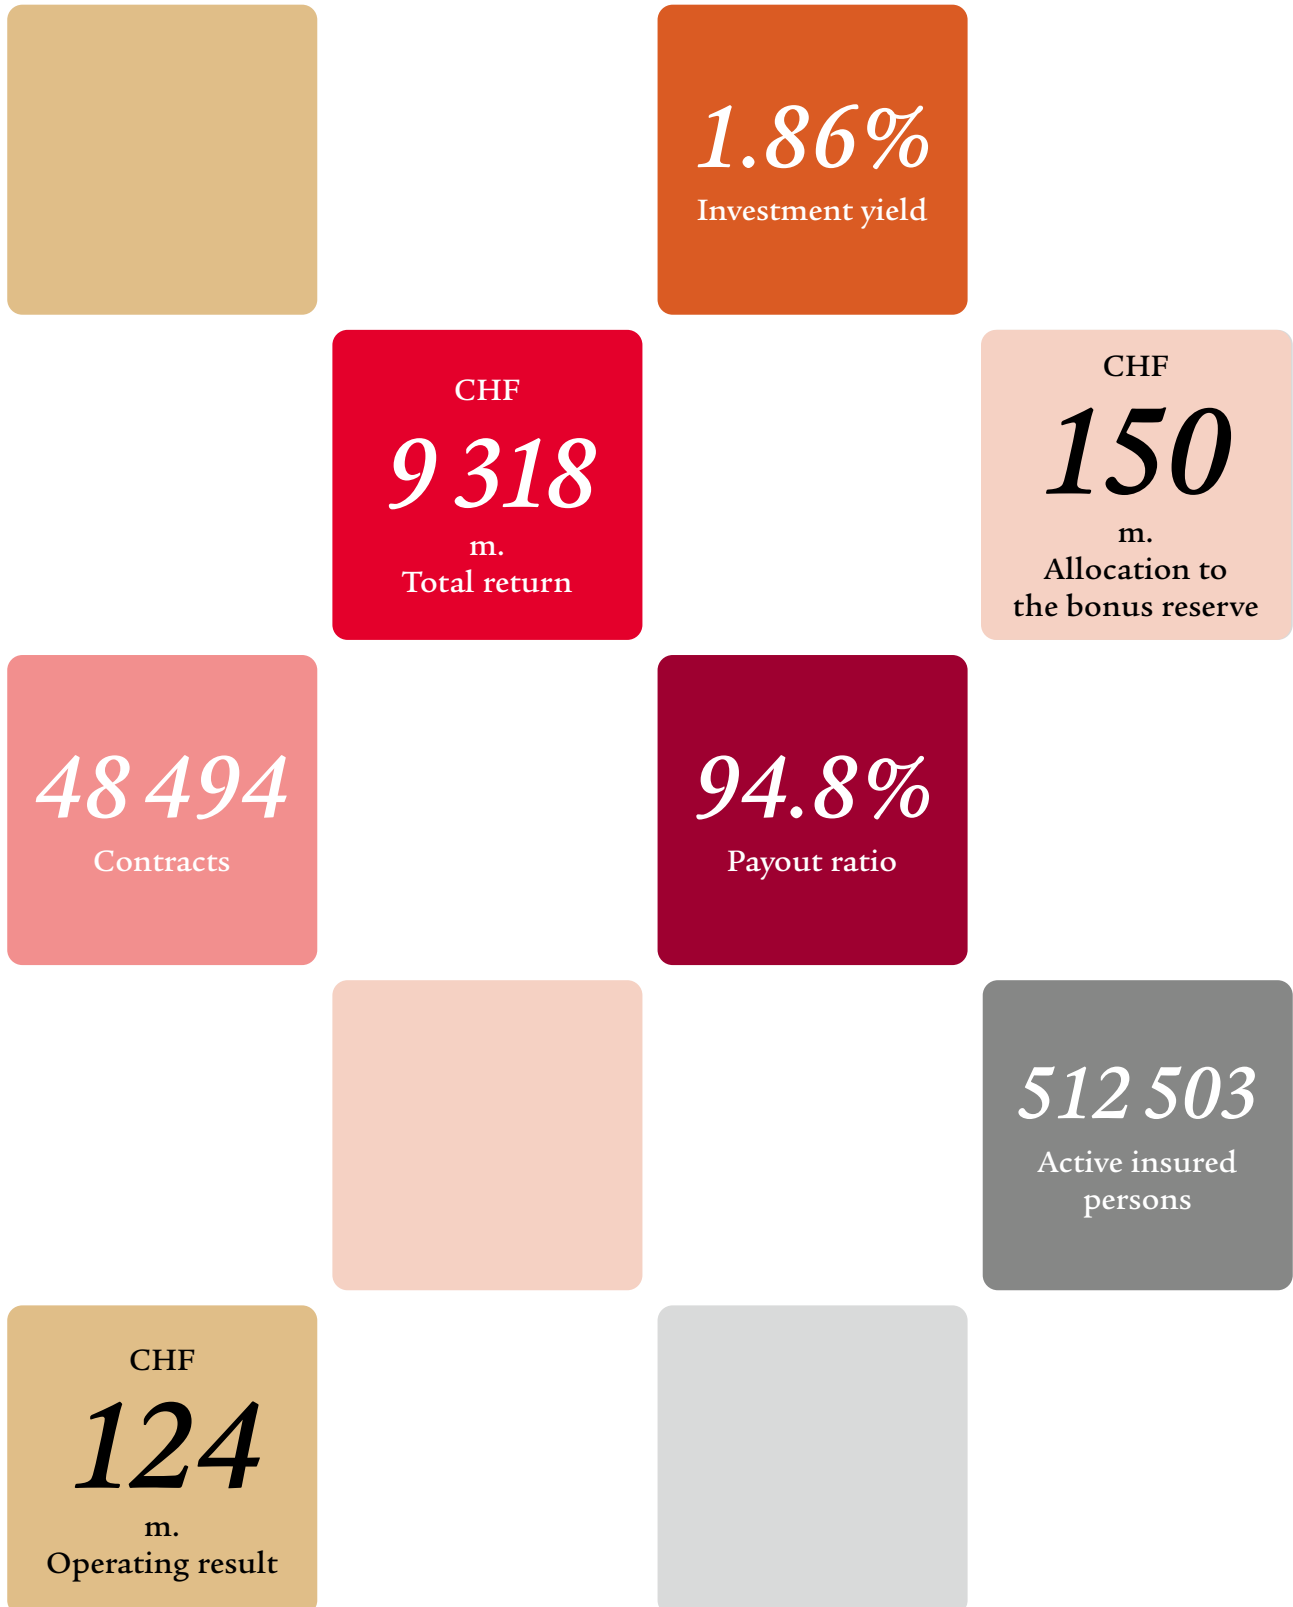 1.86%
Investment yield
CHF
9 318
m.
Total return
CHF
150
m.
Allocation to
the bonus reserve
48 494
Contracts
94.8%
Payout ratio
512 503
Active insured
persons
CHF
124
m.
Operating result